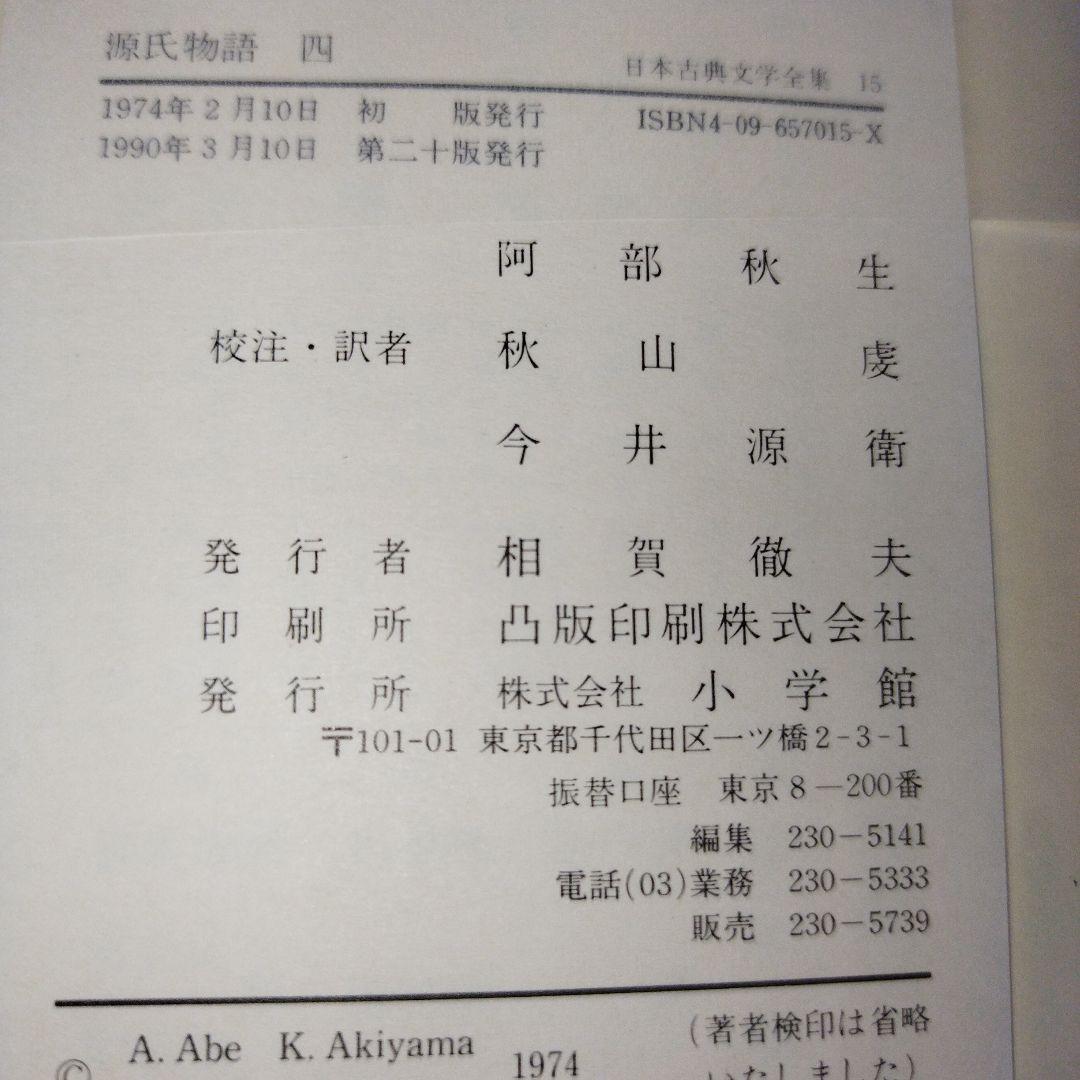 源氏物語 四
日本古典文学全集 15
1974年2月10日 初 版発行
ISBN4-09-657015-X
1990年3月10日 第二十版発行
阿部秋生
校注・訳者 秋山虔
今井源衛
発行者 相賀徹夫
印刷所 凸版印刷株式会社
発行所 株式会社 小学館
〒101-01 東京都千代田区一ツ橋2-3-1
振替口座 東京8-200番
編集 230-5141
電話(03)業務 230-5333
販売 230-5739
© A. Abe K. Akiyama 1974
(著者検印は省略
いたしました)